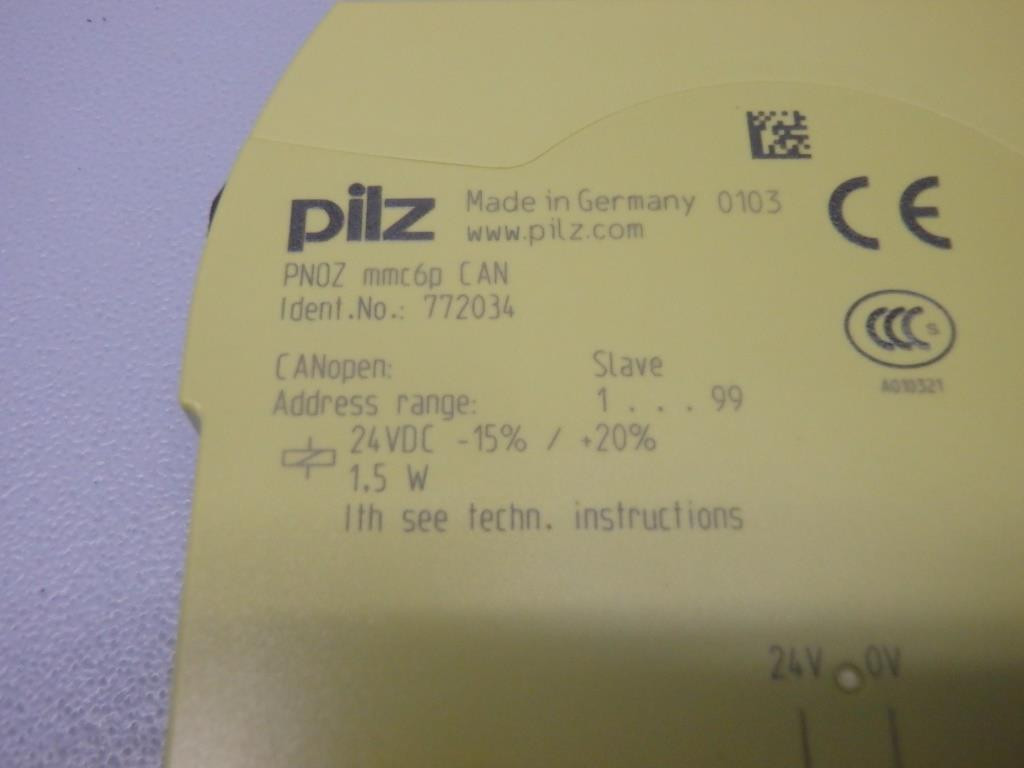 pilz Made in Germany 0103 CE
www.pilz.com
PNOZ mmc6p CAN
Ident.No.: 772034
CCC S
A010321
CANopen: Slave
Address range: 1 . . . 99
24VDC -15% / +20%
1.5 W
Ith see techn. instructions
24V 0V